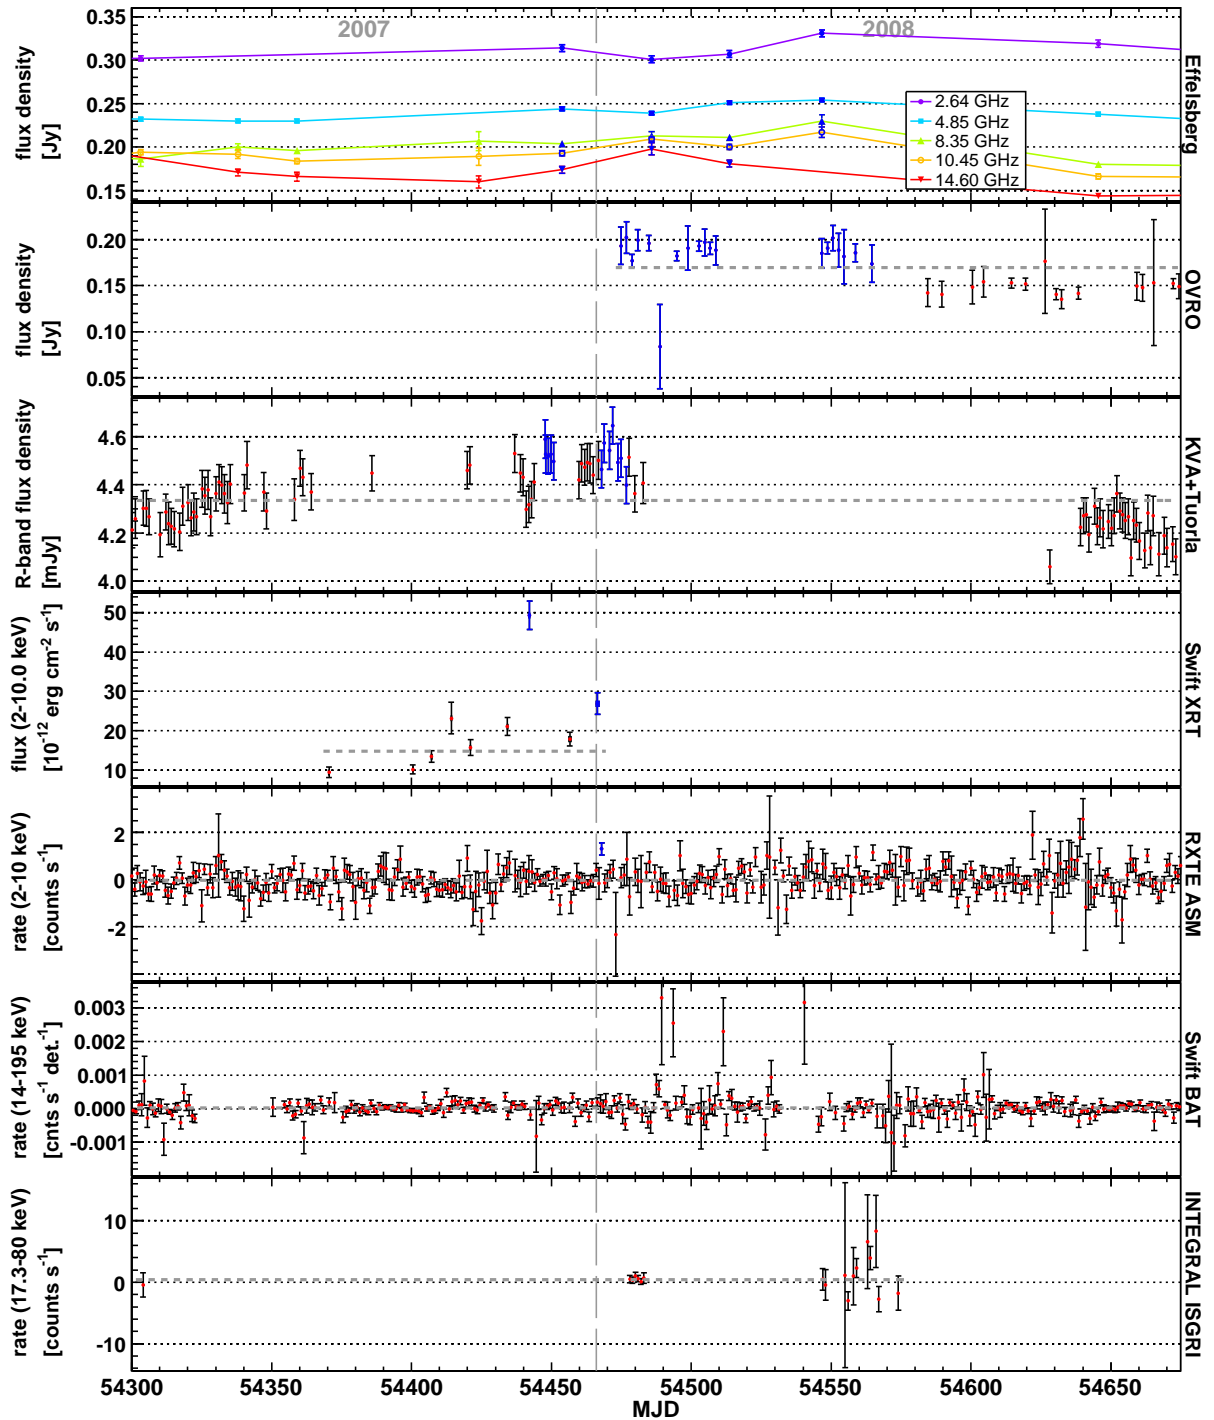 2007
2008
0.35
0.30
0.25
0.20
0.15
flux density
[Jy]
Effelsberg
2.64 GHz
4.85 GHz
8.35 GHz
10.45 GHz
14.60 GHz
0.20
0.15
0.10
0.05
flux density
[Jy]
OVRO
4.6
4.4
4.2
4.0
R-band flux density
[mJy]
KVA+Tuorla
50
40
30
20
10
flux (2-10.0 keV)
[10⁻¹² erg cm⁻² s⁻¹]
Swift XRT
2
0
-2
rate (2-10 keV)
[counts s⁻¹]
RXTE ASM
0.003
0.002
0.001
0.000
-0.001
rate (14-195 keV)
[cnts s⁻¹ det.⁻¹]
Swift BAT
10
0
-10
rate (17.3-80 keV)
[counts s⁻¹]
INTEGRAL ISGRI
54300
54350
54400
54450
54500
54550
54600
54650
MJD